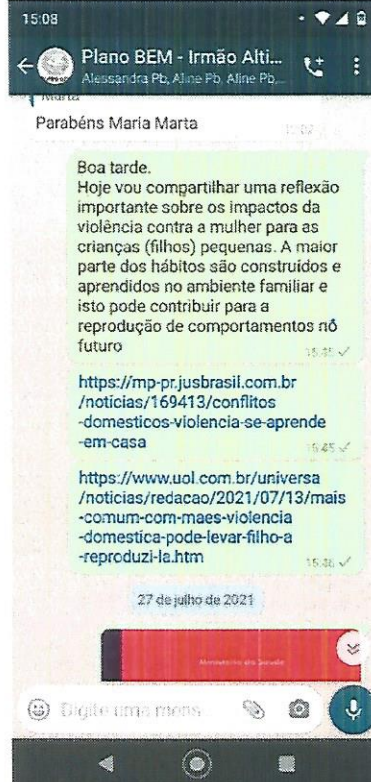 15:08
Plano BEM - Irmão Alti...
Alessandra Pb, Aline Pb, Aline Pb,...
Marta
Parabéns Maria Marta
Boa tarde.
Hoje vou compartilhar uma reflexão
importante sobre os impactos da
violência contra a mulher para as
crianças (filhos) pequenas. A maior
parte dos hábitos são construídos e
aprendidos no ambiente familiar e
isto pode contribuir para a
reprodução de comportamentos nó
futuro
15:45
https://mp-pr.jusbrasil.com.br
/noticias/169413/conflitos
-domesticos-violencia-se-aprende
-em-casa
15:45
https://www.uol.com.br/universa
/noticias/redacao/2021/07/13/mais
-comum-com-maes-violencia
-domestica-pode-levar-filho-a
-reproduzi-la.htm
15:46
27 de julho de 2021
Ministério da Saúde
Digite uma mens